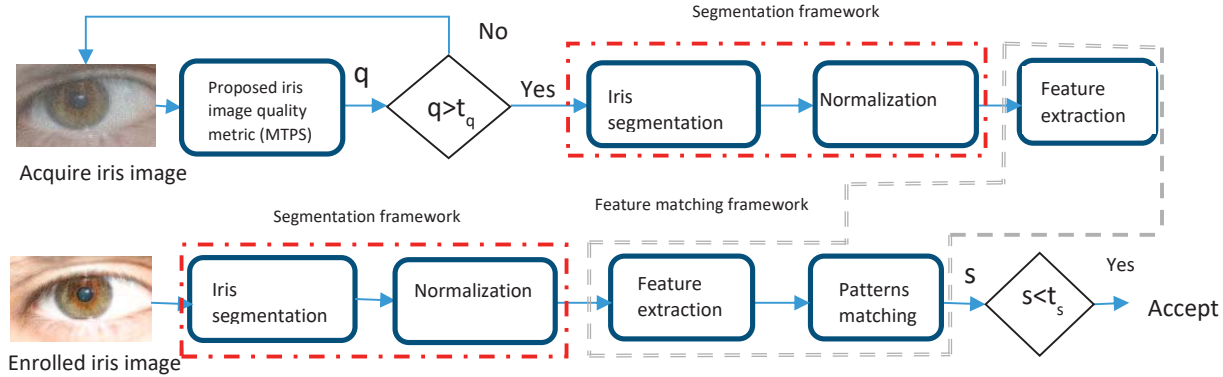 Segmentation framework
No
Proposed iris
image quality
metric (MTPS)
q
q>tq
Yes
Iris
segmentation
Normalization
Feature
extraction
Acquire iris image
Segmentation framework
Feature matching framework
Iris
segmentation
Normalization
Feature
extraction
Patterns
matching
s
s<ts
Yes
Accept
Enrolled iris image